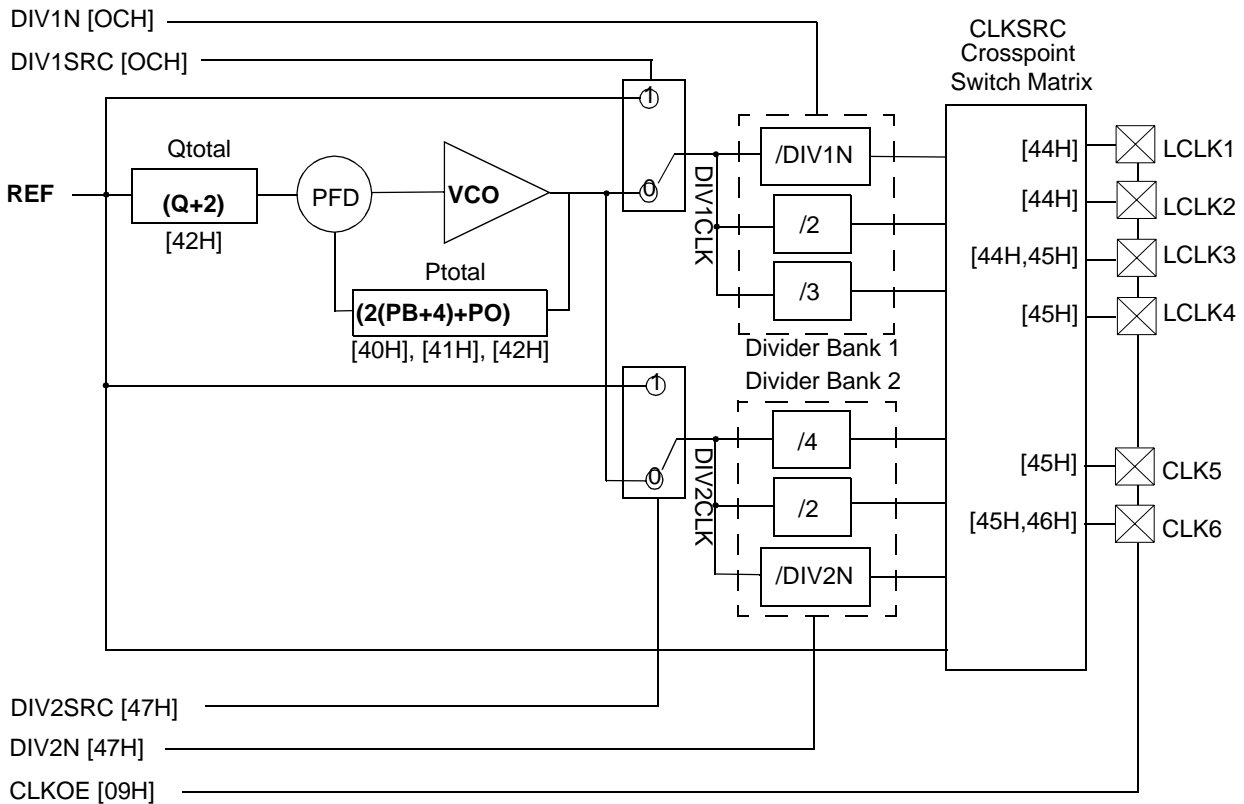 DIV1N [OCH]
DIV1SRC [OCH]
CLKSRC
Crosspoint
Switch Matrix
1
Qtotal
/DIV1N
[44H]
LCLK1
REF
(Q+2)
PFD
VCO
0
DIV1CLK
[44H]
LCLK2
[42H]
/2
[44H,45H]
LCLK3
Ptotal
/3
(2(PB+4)+PO)
[45H]
LCLK4
[40H], [41H], [42H]
Divider Bank 1
Divider Bank 2
1
/4
0
DIV2CLK
[45H]
CLK5
/2
[45H,46H]
CLK6
/DIV2N
DIV2SRC [47H]
DIV2N [47H]
CLKOE [09H]